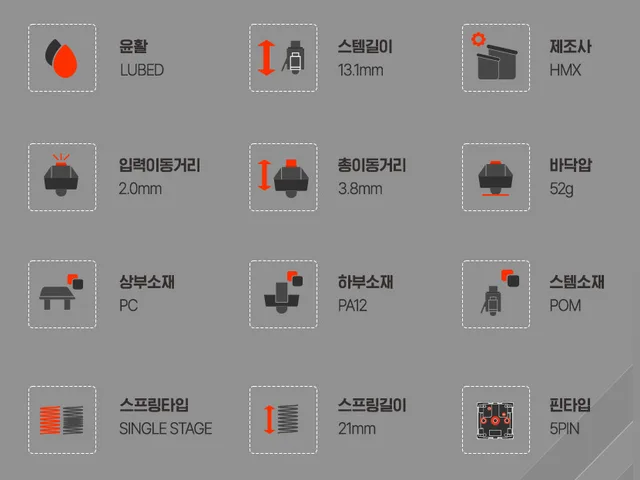 윤활
LUBED
스템길이
13.1mm
제조사
HMX
입력이동거리
2.0mm
총이동거리
3.8mm
바닥압
52g
상부소재
PC
하부소재
PA12
스템소재
POM
스프링타입
SINGLE STAGE
스프링길이
21mm
핀타입
5PIN